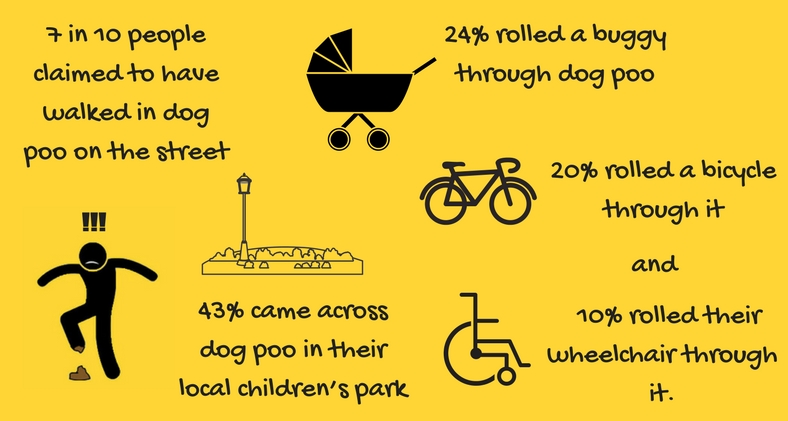 7 in 10 people
claimed to have
walked in dog
poo on the street
24% rolled a buggy
through dog poo
20% rolled a bicycle
through it
and
10% rolled their
wheelchair through
it.
!!!
43% came across
dog poo in their
local children's park